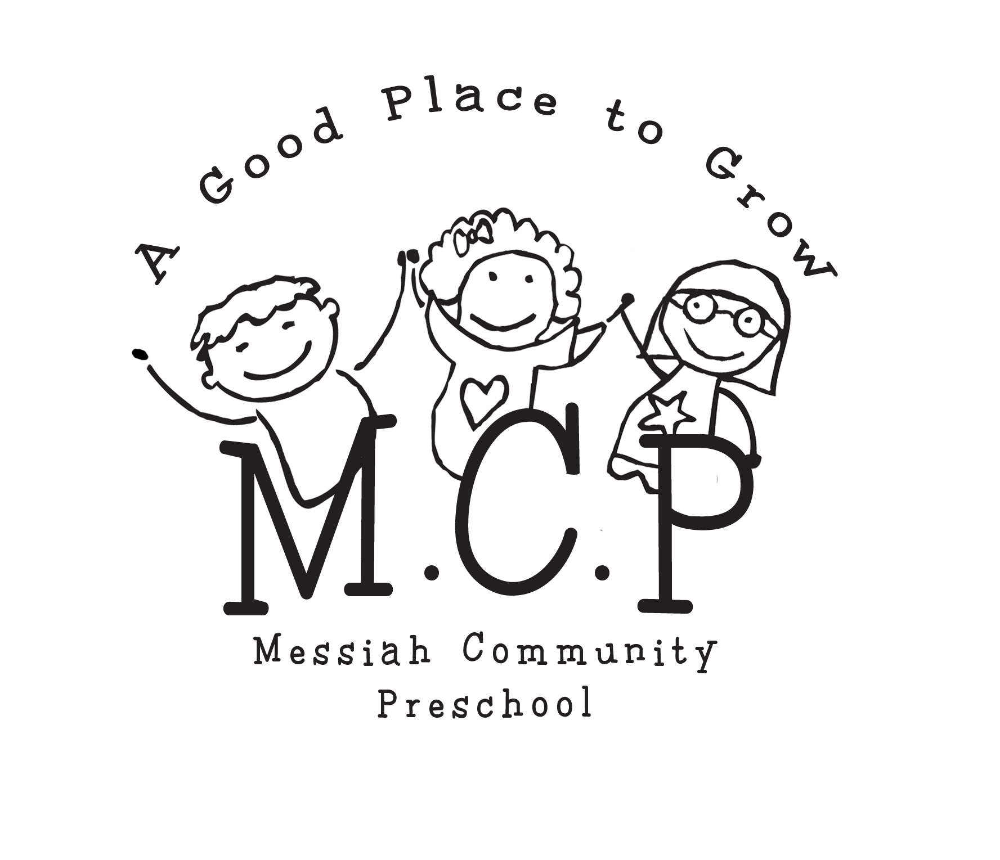 A Good Place to Grow
M.C.P
Messiah Community
Preschool